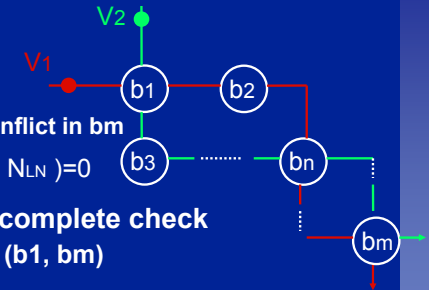 V2
V1
b1
b2
nflict in bm
NLN )=0
b3
bn
complete check
(b1, bm)
bm